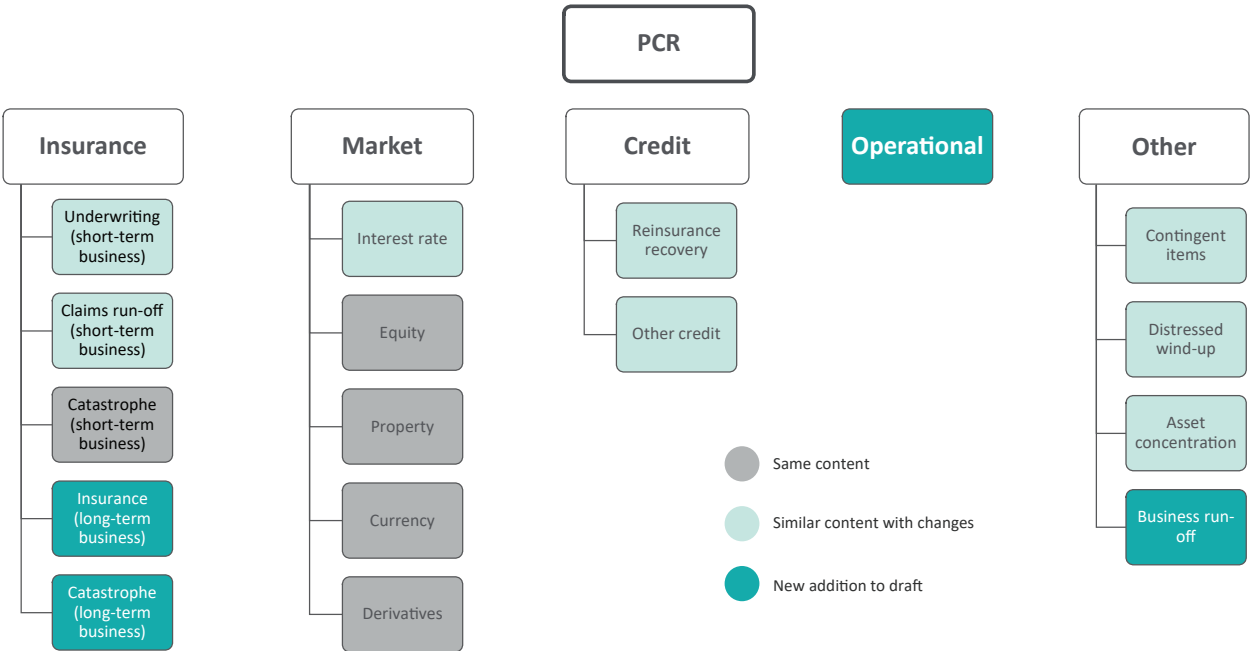 PCR
Insurance
Underwriting
(short-term
business)
Claims run-off
(short-term
business)
Catastrophe
(short-term
business)
Insurance
(long-term
business)
Catastrophe
(long-term
business)
Market
Interest rate
Equity
Property
Currency
Derivatives
Credit
Reinsurance
recovery
Other credit
Operational
Other
Contingent
items
Distressed
wind-up
Asset
concentration
Business run-
off
Same content
Similar content with changes
New addition to draft